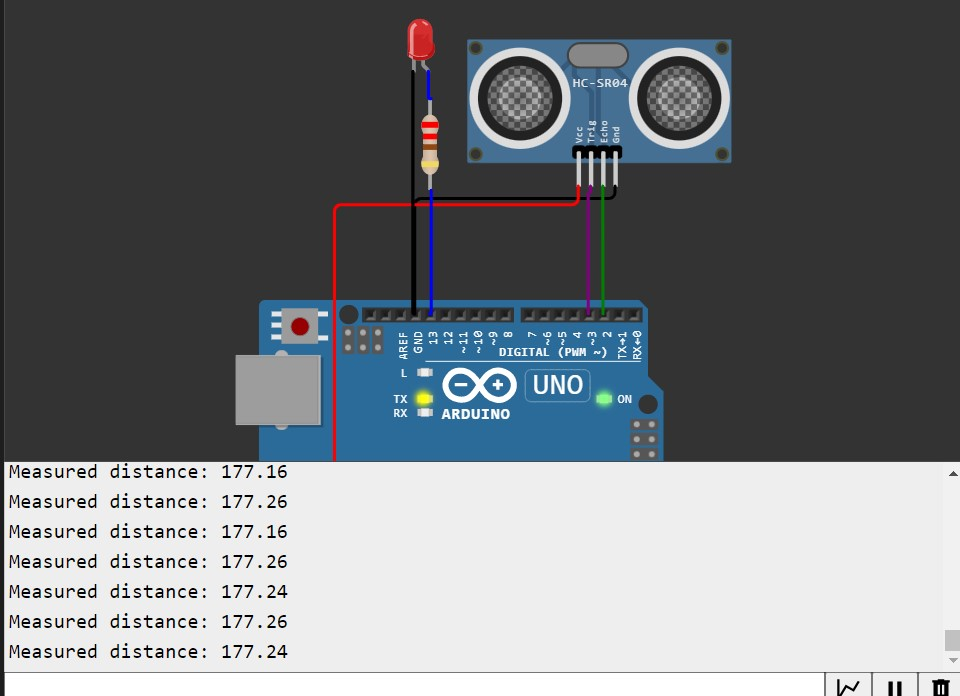 HC-SR04
Vcc
Trig
Echo
Gnd
AREF
GND
13
12
~11
~10
~9
8
7
~6
~5
4
~3
2
TX→1
RX←0
DIGITAL (PWM ~)
L
TX
RX
UNO
ON
ARDUINO
Measured distance: 177.16
Measured distance: 177.26
Measured distance: 177.16
Measured distance: 177.26
Measured distance: 177.24
Measured distance: 177.26
Measured distance: 177.24